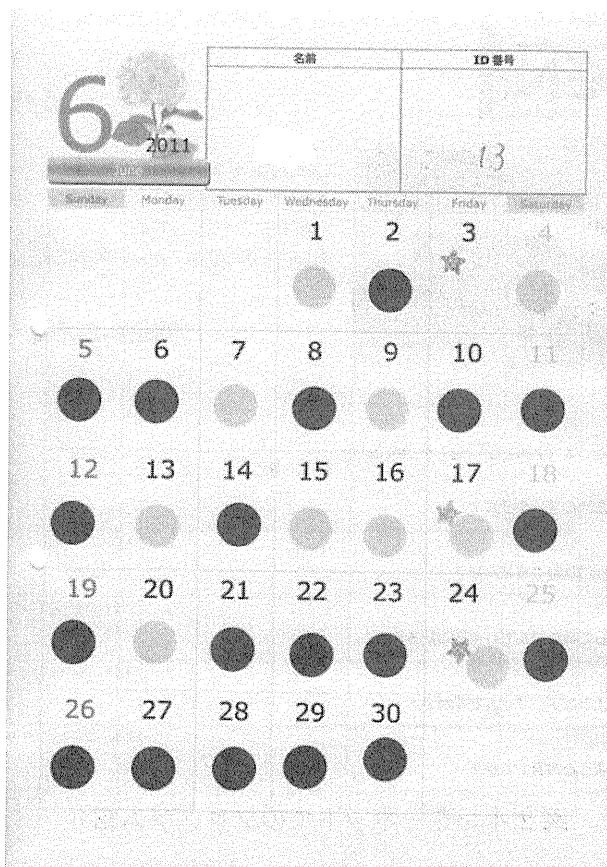 6
2011
名前 ID 番号
13
Sunday Monday Tuesday Wednesday Thursday Friday Saturday
1 2 3 4
5 6 7 8 9 10 11
12 13 14 15 16 17 18
19 20 21 22 23 24 25
26 27 28 29 30